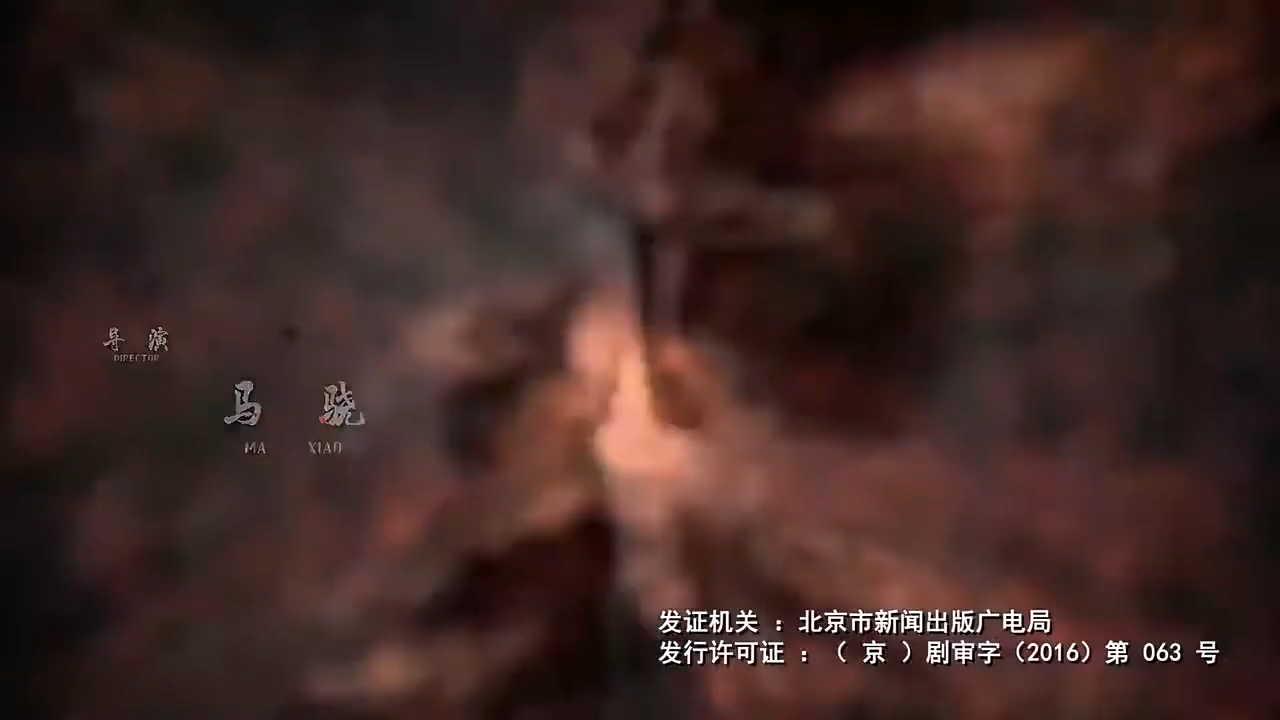 导 演
DIRECTOR
马 骁
MA XIAO
发证机关 ：北京市新闻出版广电局
发行许可证 ：（ 京 ）剧审字（2016）第 063 号